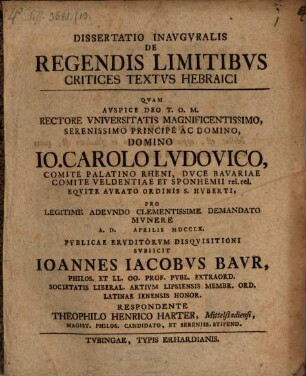 DISSERTATIO INAVGVRALIS
DE
REGENDIS LIMITIBVS
CRITICES TEXTVS HEBRAICI
QVAM
AVSPICE DEO T. O. M.
RECTORE VNIVERSITATIS MAGNIFICENTISSIMO,
SERENISSIMO PRINCIPE AC DOMINO,
DOMINO
IO. CAROLO LVDOVICO,
COMITE PALATINO RHENI, DVCE BAVARIAE
COMITE VELDENTIAE ET SPONHEMII rel. rel.
EQVITE AVRATO ORDINIS S. HVBERTI,
PRO
LEGITIME ADEVNDO CLEMENTISSIME DEMANDATO
MVNERE
A. D. APRILIS MDCCLX.
PVBLICAE ERVDITORVM DISQVISITIONI
SVBIICIT
IOANNES IACOBVS BAVR,
PHILOS. ET LL. OO. PROF. PVBL. EXTRAORD.
SOCIETATIS LIBERAL. ARTIVM LIPSIENSIS MEMBR. ORD.
LATINAE IENENSIS HONOR.
RESPONDENTE
THEOPHILO HENRICO HARTER, Mittelstadiensi,
MAGIST. PHILOS. CANDIDATO, ET SERENISS. STIPEND.
TVBINGAE, TYPIS ERHARDIANIS.